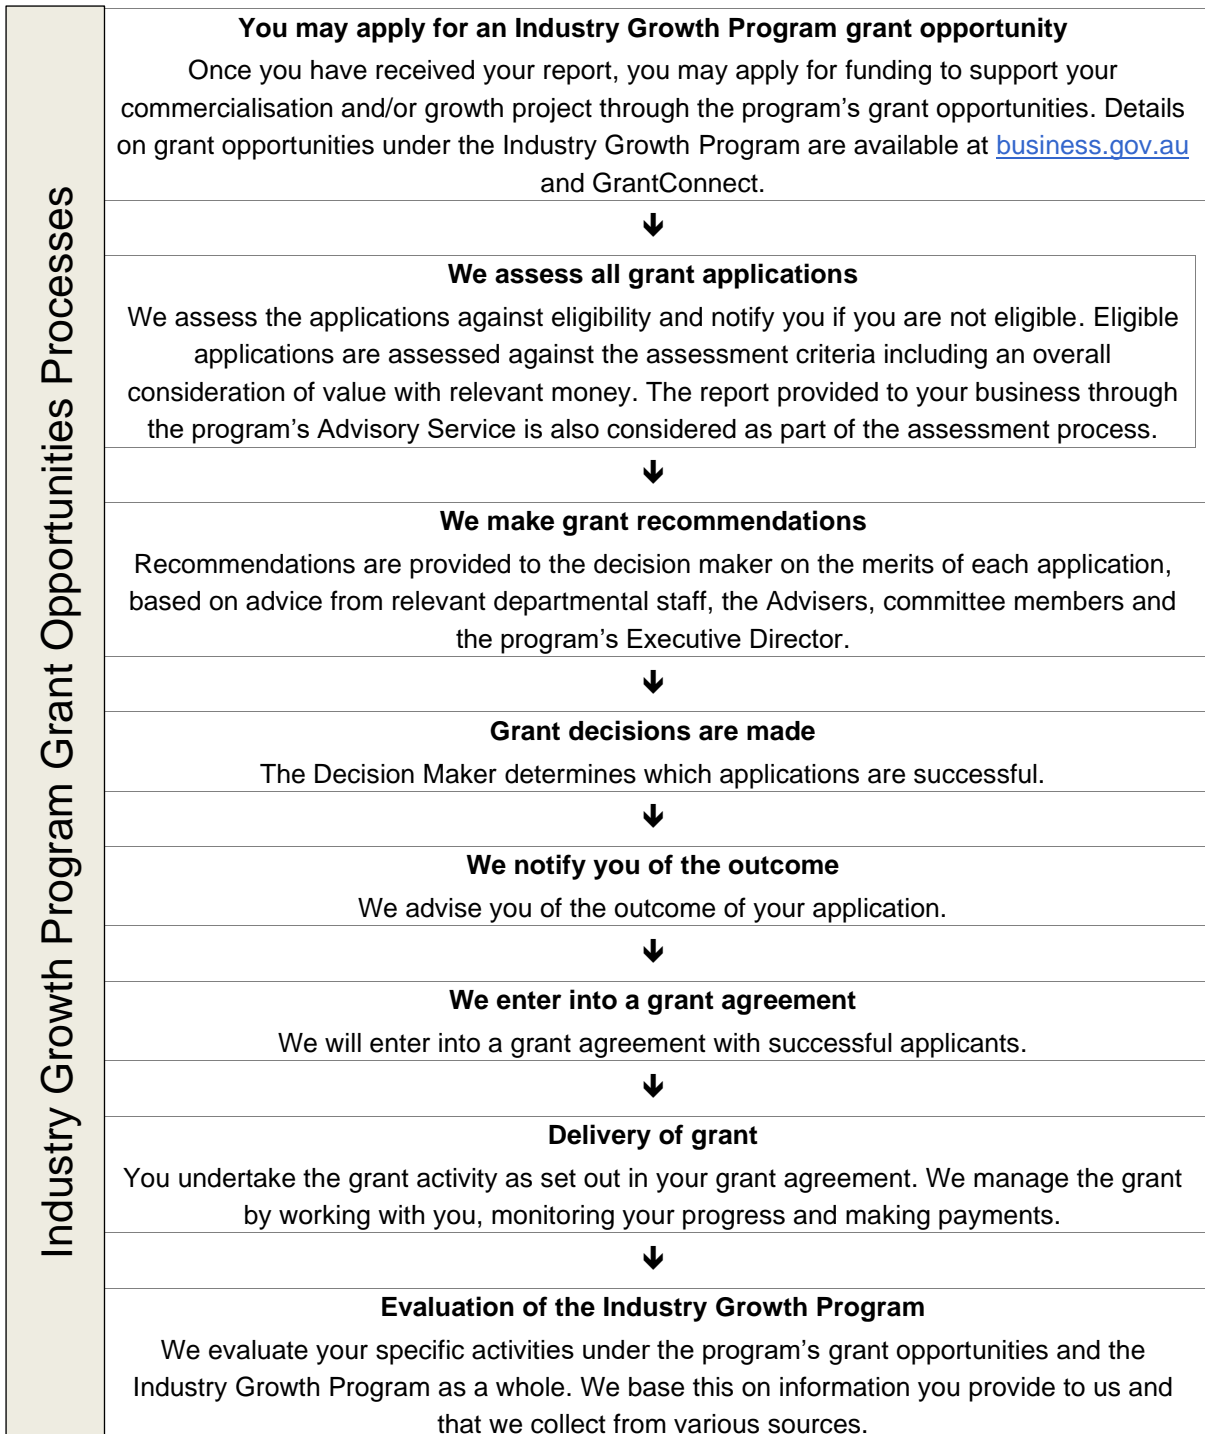 Industry Growth Program Grant Opportunities Processes
You may apply for an Industry Growth Program grant opportunity
Once you have received your report, you may apply for funding to support your
commercialisation and/or growth project through the program’s grant opportunities. Details
on grant opportunities under the Industry Growth Program are available at business.gov.au
and GrantConnect.
We assess all grant applications
We assess the applications against eligibility and notify you if you are not eligible. Eligible
applications are assessed against the assessment criteria including an overall
consideration of value with relevant money. The report provided to your business through
the program’s Advisory Service is also considered as part of the assessment process.
We make grant recommendations
Recommendations are provided to the decision maker on the merits of each application,
based on advice from relevant departmental staff, the Advisers, committee members and
the program’s Executive Director.
Grant decisions are made
The Decision Maker determines which applications are successful.
We notify you of the outcome
We advise you of the outcome of your application.
We enter into a grant agreement
We will enter into a grant agreement with successful applicants.
Delivery of grant
You undertake the grant activity as set out in your grant agreement. We manage the grant
by working with you, monitoring your progress and making payments.
Evaluation of the Industry Growth Program
We evaluate your specific activities under the program’s grant opportunities and the
Industry Growth Program as a whole. We base this on information you provide to us and
that we collect from various sources.